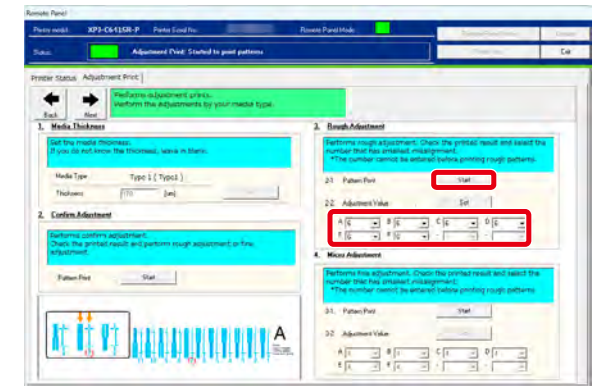 Remote Panel
Printer model: XP3-C641SR-P Printer Serial No. Remote Panel Mode:
Status: Adjustment Print: Started to print patterns
Exit
Printer Status Adjustment Print
Back Next
Performs adjustment prints.
Perform the Adjustments by your media type.
1. Media Thickness
Set the media thickness.
If you do not know the thickness, leave in blank.
Media Type Type 1 ( Type1 )
Thickness 170 [um]
2. Confirm Adjustment
Performs confirm adjustment.
Check the printed result and perform rough adjustment or fine
adjustment.
Pattern Print Start
A
3. Rough Adjustment
Performs rough adjustment. Check the printed result and select the
number that has smallest misalignment.
*The number cannot be entered before printing rough patterns.
2-1. Pattern Print Start
2-2. Adjustment Value Set
A 6 B 6 C 6 D 6
E 6 F 6 - -
4. Micro Adjustment
Performs fine adjustment. Check the printed result and select the
number that has smallest misalignment.
*The number cannot be entered before printing rough patterns.
3-1. Pattern Print Start
3-2. Adjustment Value
A B C D
E F - -